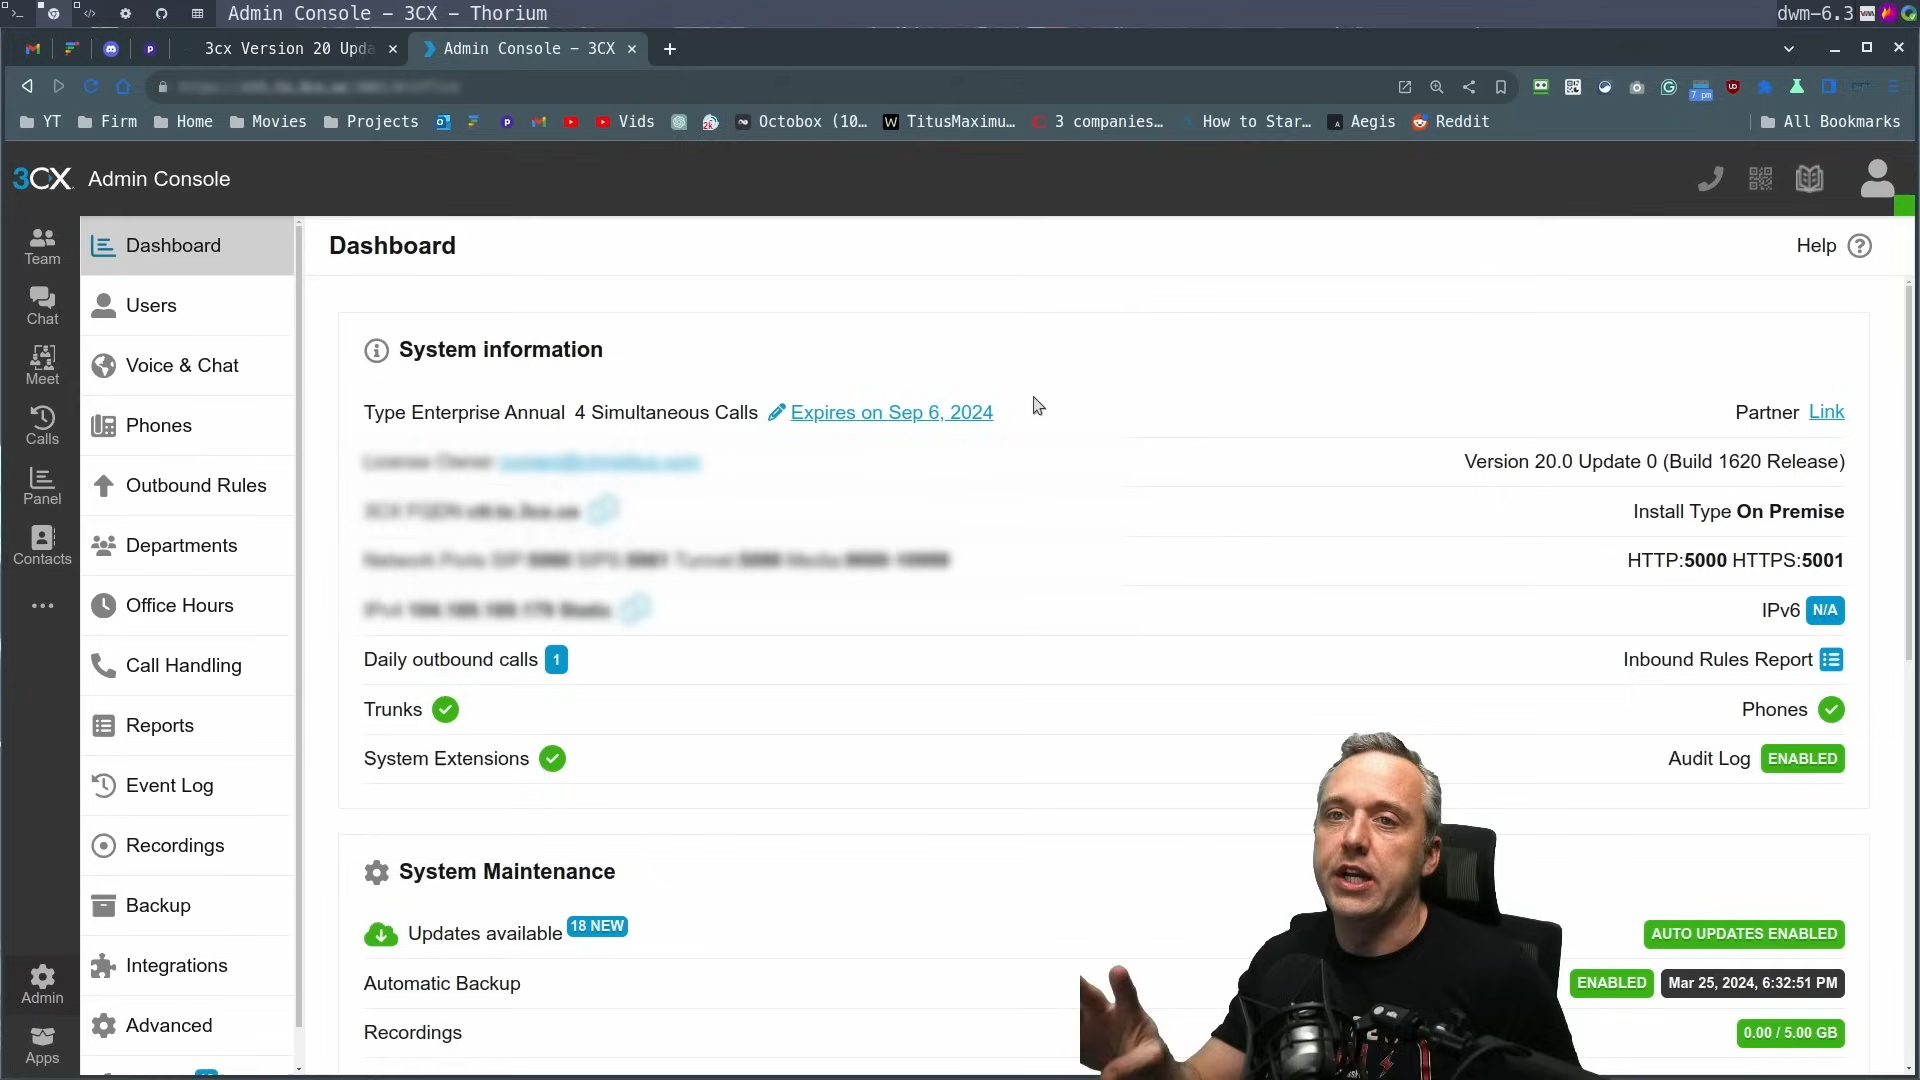 Admin Console – 3CX – Thorium
dwm-6.3
3cx Version 20 Upda
Admin Console – 3CX
7 pm
YT
Firm
Home
Movies
Projects
Vids
Octobox (10...
TitusMaximu...
3 companies...
How to Star...
Aegis
Reddit
All Bookmarks
3CX Admin Console
Team
Chat
Meet
Calls
Panel
Contacts
Admin
Apps
Dashboard
Users
Voice & Chat
Phones
Outbound Rules
Departments
Office Hours
Call Handling
Reports
Event Log
Recordings
Backup
Integrations
Advanced
Dashboard
Help
System information
Type Enterprise Annual 4 Simultaneous Calls Expires on Sep 6, 2024
Partner Link
Version 20.0 Update 0 (Build 1620 Release)
Install Type On Premise
HTTP:5000 HTTPS:5001
IPv6 N/A
Daily outbound calls 1
Inbound Rules Report
Trunks
Phones
System Extensions
Audit Log ENABLED
System Maintenance
Updates available 18 NEW
AUTO UPDATES ENABLED
Automatic Backup
ENABLED Mar 25, 2024, 6:32:51 PM
Recordings
0.00 / 5.00 GB